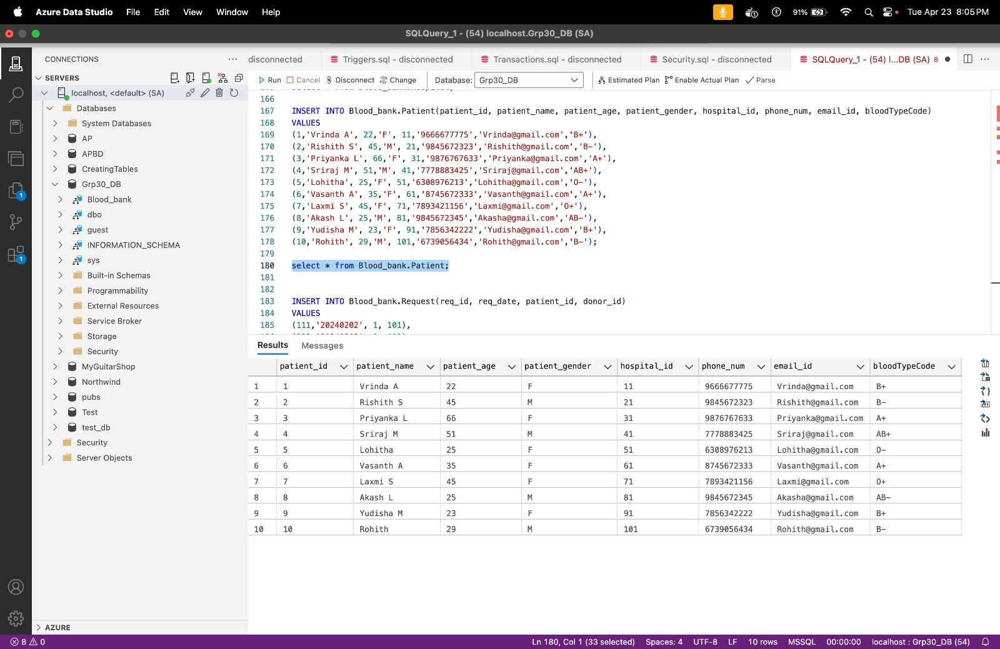 Azure Data Studio File Edit View Window Help 91% Tue Apr 23 8:05 PM
SQLQuery_1 - (54) localhost.Grp30_DB (SA)
CONNECTIONS
disconnected Triggers.sql - disconnected Transactions.sql - disconnected Security.sql - disconnected SQLQuery_1 - (54) l...DB (SA) 8
SERVERS
Run Cancel Disconnect Change Database: Grp30_DB Estimated Plan Enable Actual Plan Parse
localhost, <default> (SA)
Databases
System Databases
AP
APBD
CreatingTables
Grp30_DB
Blood_bank
dbo
guest
INFORMATION_SCHEMA
sys
Built-in Schemas
Programmability
External Resources
Service Broker
Storage
Security
MyGuitarShop
Northwind
pubs
Test
test_db
Security
Server Objects
AZURE
1
1
166
167 INSERT INTO Blood_bank.Patient(patient_id, patient_name, patient_age, patient_gender, hospital_id, phone_num, email_id, bloodTypeCode)
168 VALUES
169 (1,'Vrinda A', 22,'F', 11,'9666677775','Vrinda@gmail.com','B+'),
170 (2,'Rishith S', 45,'M', 21,'9845672323','Rishith@gmail.com','B-'),
171 (3,'Priyanka L', 66,'F', 31,'9876767633','Priyanka@gmail.com','A+'),
172 (4,'Sriraj M', 51,'M', 41,'7778883425','Sriraj@gmail.com','AB+'),
173 (5,'Lohitha', 25,'F', 51,'6308976213','Lohitha@gmail.com','O-'),
174 (6,'Vasanth A', 35,'F', 61,'8745672333','Vasanth@gmail.com','A+'),
175 (7,'Laxmi S', 45,'F', 71,'7893421156','Laxmi@gmail.com','O+'),
176 (8,'Akash L', 25,'M', 81,'9845672345','Akasha@gmail.com','AB-'),
177 (9,'Yudisha M', 23,'F', 91,'7856342222','Yudisha@gmail.com','B+'),
178 (10,'Rohith', 29,'M', 101,'6739056434','Rohith@gmail.com','B-');
179
180 select * from Blood_bank.Patient;
181
182
183 INSERT INTO Blood_bank.Request(req_id, req_date, patient_id, donor_id)
184 VALUES
185 (111,'20240202', 1, 101),
Results Messages
patient_id patient_name patient_age patient_gender hospital_id phone_num email_id bloodTypeCode
1 1 Vrinda A 22 F 11 9666677775 Vrinda@gmail.com B+
2 2 Rishith S 45 M 21 9845672323 Rishith@gmail.com B-
3 3 Priyanka L 66 F 31 9876767633 Priyanka@gmail.com A+
4 4 Sriraj M 51 M 41 7778883425 Sriraj@gmail.com AB+
5 5 Lohitha 25 F 51 6308976213 Lohitha@gmail.com O-
6 6 Vasanth A 35 F 61 8745672333 Vasanth@gmail.com A+
7 7 Laxmi S 45 F 71 7893421156 Laxmi@gmail.com O+
8 8 Akash L 25 M 81 9845672345 Akasha@gmail.com AB-
9 9 Yudisha M 23 F 91 7856342222 Yudisha@gmail.com B+
10 10 Rohith 29 M 101 6739056434 Rohith@gmail.com B-
8 0 Ln 180, Col 1 (33 selected) Spaces: 4 UTF-8 LF 10 rows MSSQL 00:00:00 localhost : Grp30_DB (54)